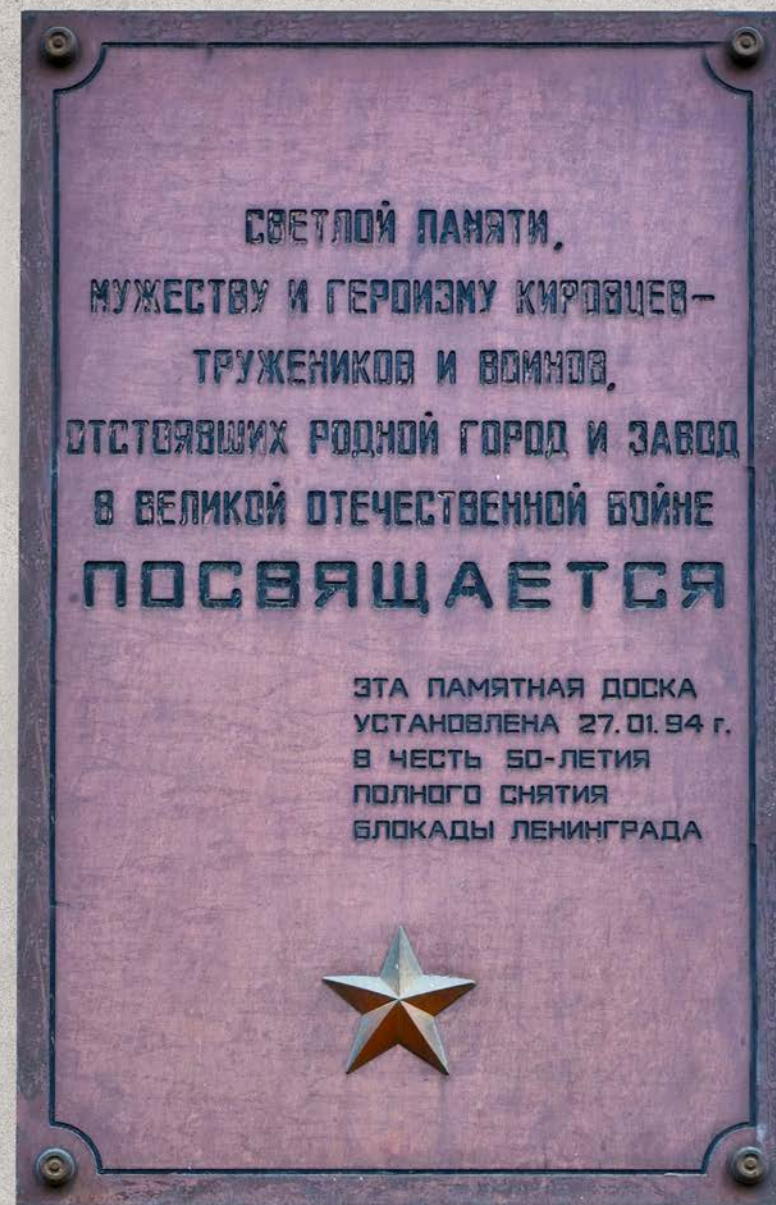 СВЕТЛОЙ ПАМЯТИ,
МУЖЕСТВУ И ГЕРОИЗМУ КИРОВЦЕВ-
ТРУЖЕНИКОВ И ВОИНОВ,
ОТСТОЯВШИХ РОДНОЙ ГОРОД И ЗАВОД
В ВЕЛИКОЙ ОТЕЧЕСТВЕННОЙ ВОЙНЕ
ПОСВЯЩАЕТСЯ
ЭТА ПАМЯТНАЯ ДОСКА
УСТАНОВЛЕНА 27.01.94 г.
В ЧЕСТЬ 50-ЛЕТИЯ
ПОЛНОГО СНЯТИЯ
БЛОКАДЫ ЛЕНИНГРАДА